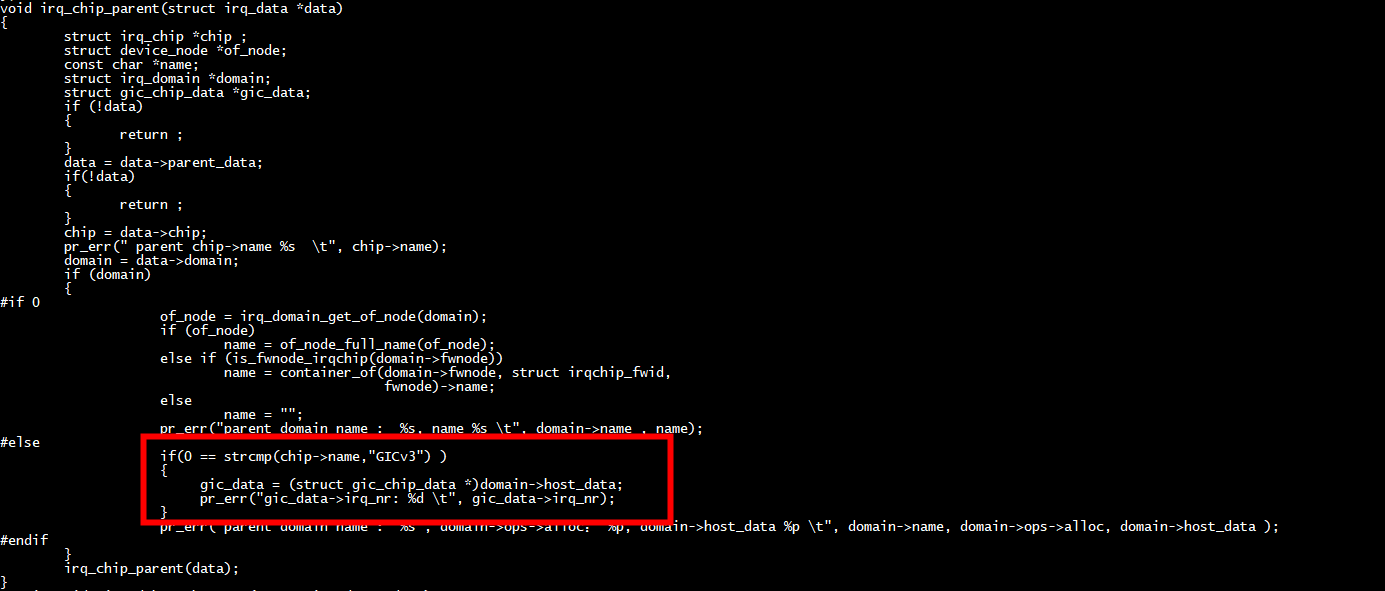 void irq_chip_parent(struct irq_data *data)
{
        struct irq_chip *chip ;
        struct device_node *of_node;
        const char *name;
        struct irq_domain *domain;
        struct gic_chip_data *gic_data;
        if (!data)
        {
               return ;
        }
        data = data->parent_data;
        if(!data)
        {
               return ;
        }
        chip = data->chip;
        pr_err(" parent chip->name %s  \t", chip->name);
        domain = data->domain;
        if (domain)
        {
#if 0
                    of_node = irq_domain_get_of_node(domain);
                    if (of_node)
                            name = of_node_full_name(of_node);
                    else if (is_fwnode_irqchip(domain->fwnode))
                            name = container_of(domain->fwnode, struct irqchip_fwid,
                                                fwnode)->name;
                    else
                            name = "";
                    pr_err("parent domain name :  %s, name %s \t", domain->name , name);
#else
                    if(0 == strcmp(chip->name,"GICv3") )
                    {
                         gic_data = (struct gic_chip_data *)domain->host_data;
                         pr_err("gic_data->irq_nr: %d \t", gic_data->irq_nr);
                    }
                    pr_err( parent domain name :  %s , domain->ops->alloc:  %p, domain->host_data %p \t", domain->name, domain->ops->alloc, domain->host_data );
#endif
        }
        irq_chip_parent(data);
}